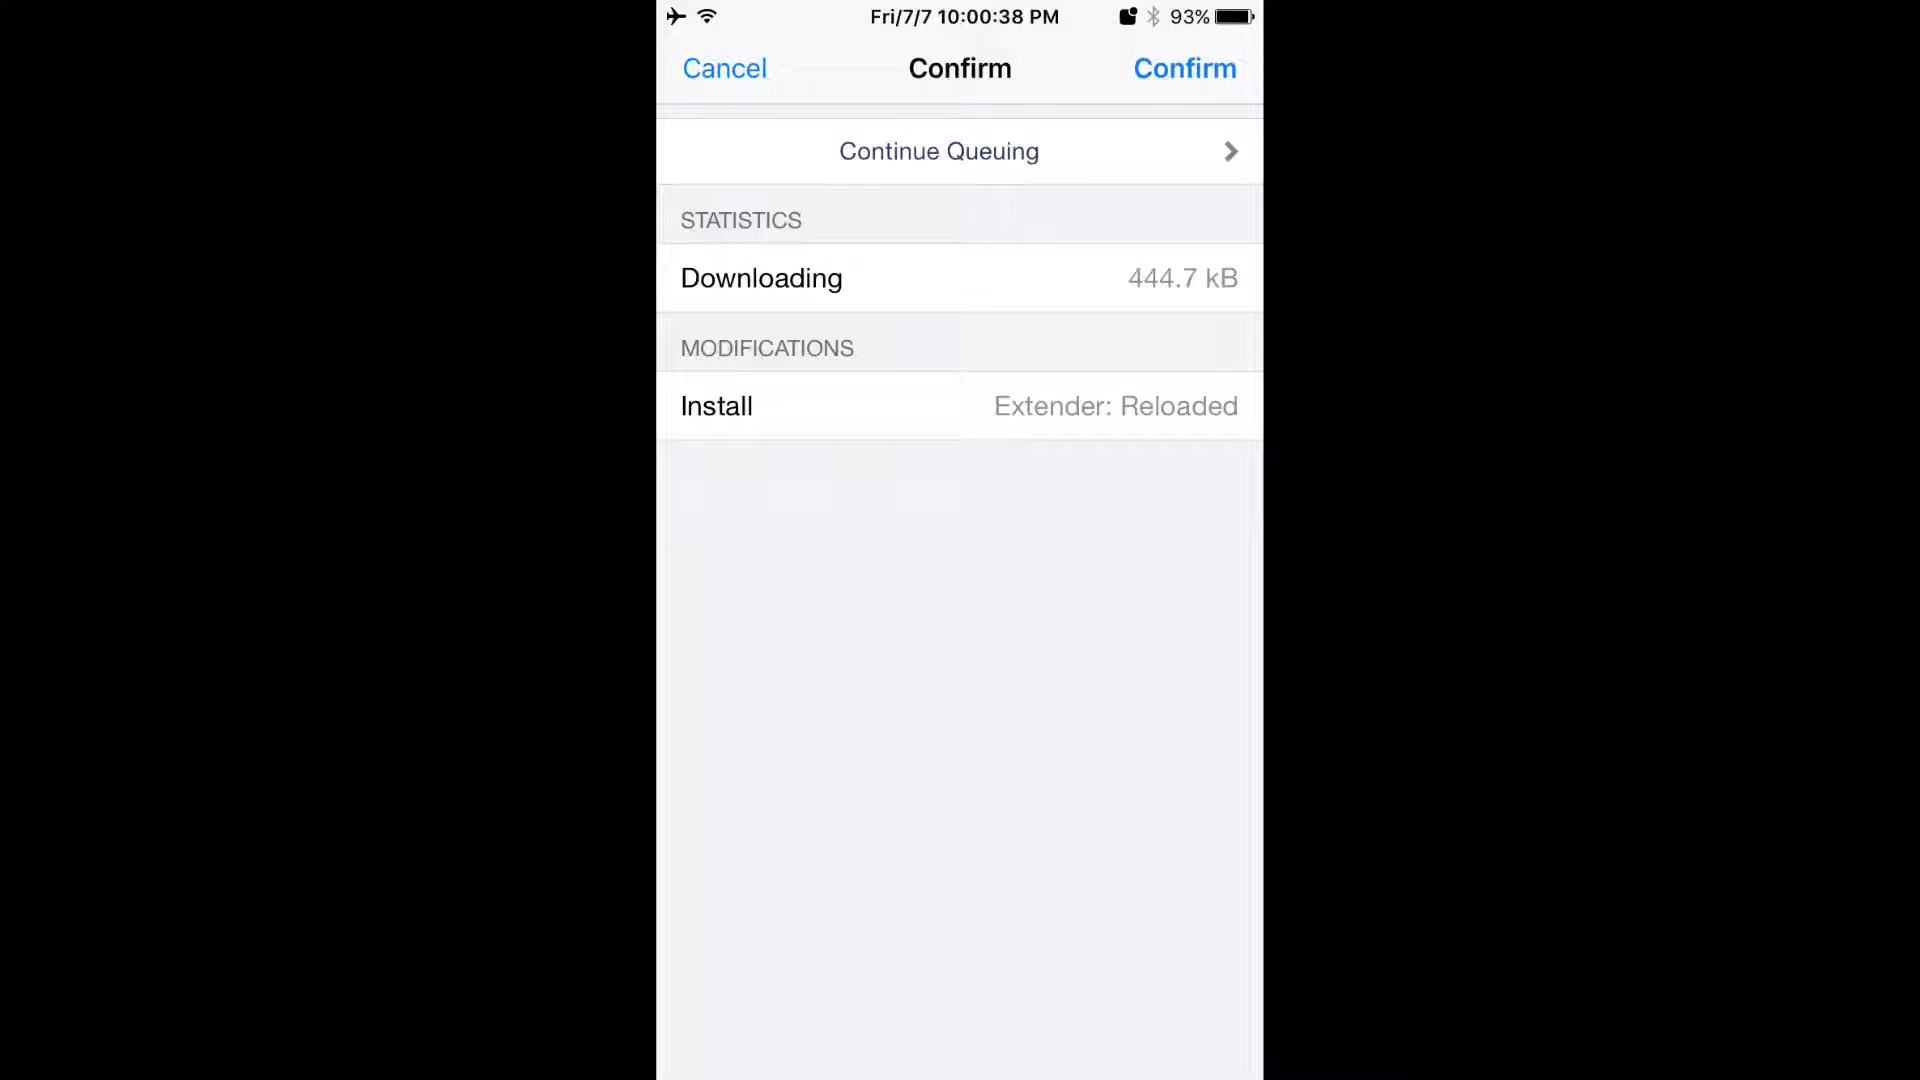 Fri/7/7 10:00:38 PM 93%
Cancel Confirm Confirm
Continue Queuing
STATISTICS
Downloading 444.7 kB
MODIFICATIONS
Install Extender: Reloaded